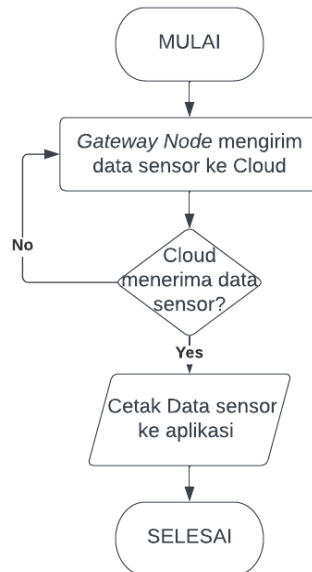 MULAI
Gateway Node mengirim
data sensor ke Cloud
No
Cloud
menerima data
sensor?
Yes
Cetak Data sensor
ke aplikasi
SELESAI